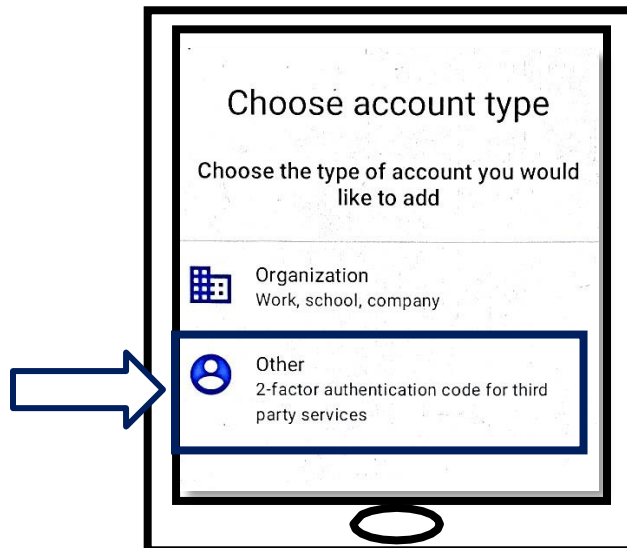 Choose account type
Choose the type of account you would
like to add
Organization
Work, school, company
Other
2-factor authentication code for third
party services